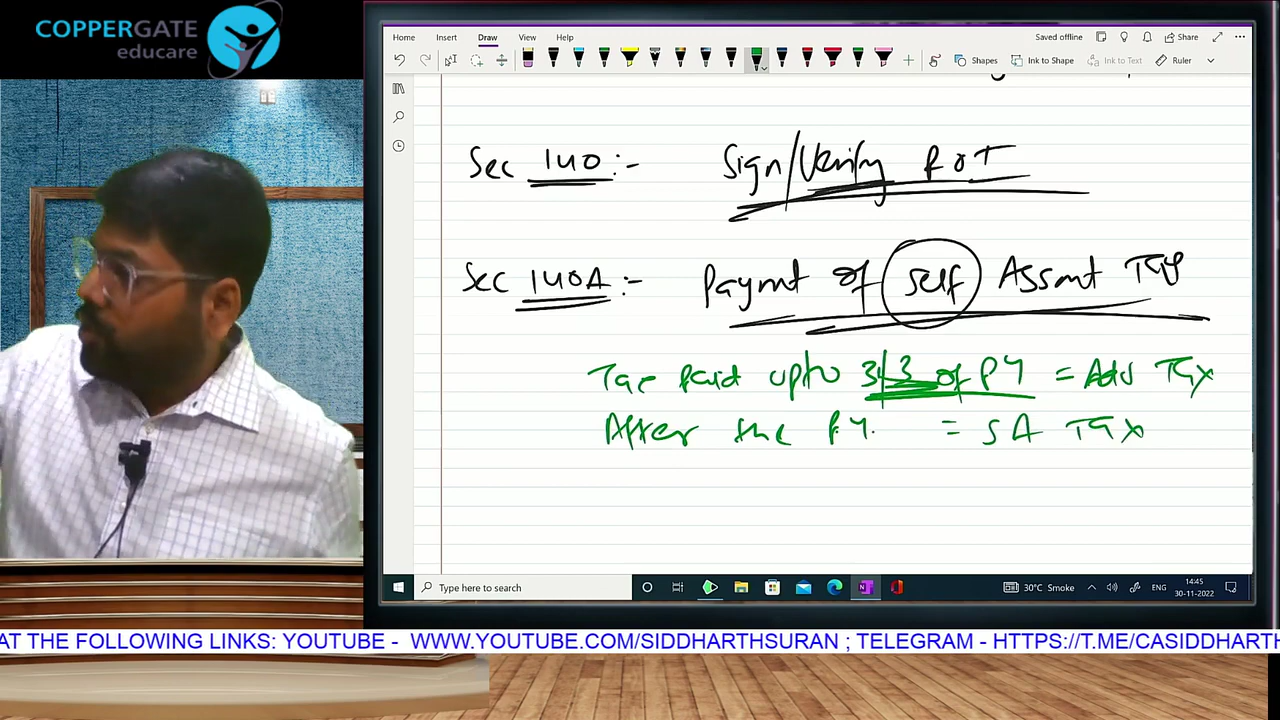 COPPERGATE
educare
Home Insert Draw View Help
Saved offline
Share
Shapes
Ink to Shape
Ink to Text
Ruler
Sec 140:- Sign/Verify ROI
Sec 140A:- Paymt of self Assmt Tax
Tax paid upto 31/3 of PY = Adv Tax
After the P.Y. = SA Tax
Type here to search
30°C Smoke
ENG
14:45
30-11-2022
AT THE FOLLOWING LINKS: YOUTUBE - WWW.YOUTUBE.COM/SIDDHARTHSURAN ; TELEGRAM - HTTPS://T.ME/CASIDDHARTH